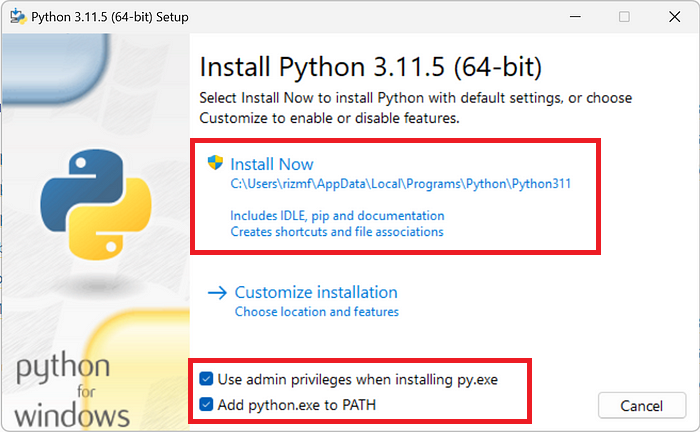 Python 3.11.5 (64-bit) Setup
Install Python 3.11.5 (64-bit)
Select Install Now to install Python with default settings, or choose
Customize to enable or disable features.
Install Now
C:\Users\rizmf\AppData\Local\Programs\Python\Python311
Includes IDLE, pip and documentation
Creates shortcuts and file associations
Customize installation
Choose location and features
python
for
windows
Use admin privileges when installing py.exe
Add python.exe to PATH
Cancel